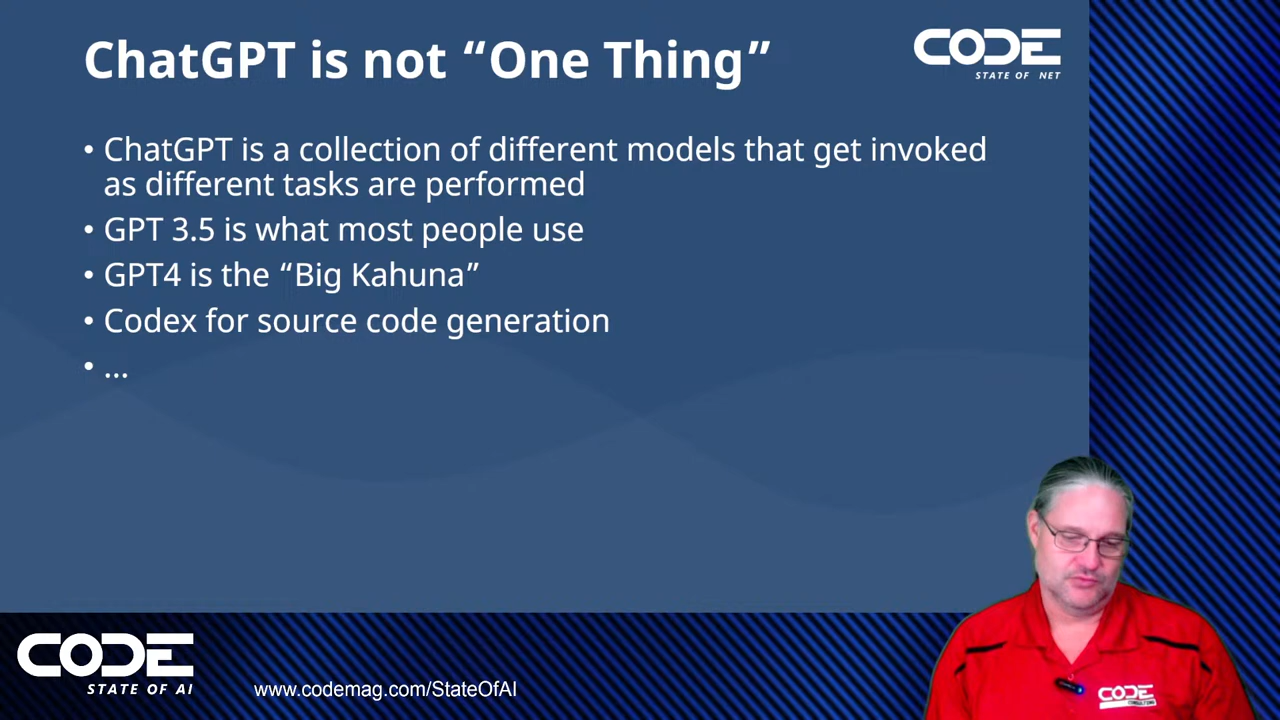 ChatGPT is not “One Thing”
CODE
STATE OF NET
• ChatGPT is a collection of different models that get invoked
as different tasks are performed
• GPT 3.5 is what most people use
• GPT4 is the “Big Kahuna”
• Codex for source code generation
• ...
CODE
STATE OF AI
www.codemag.com/StateOfAI
CODE
CONSULTING